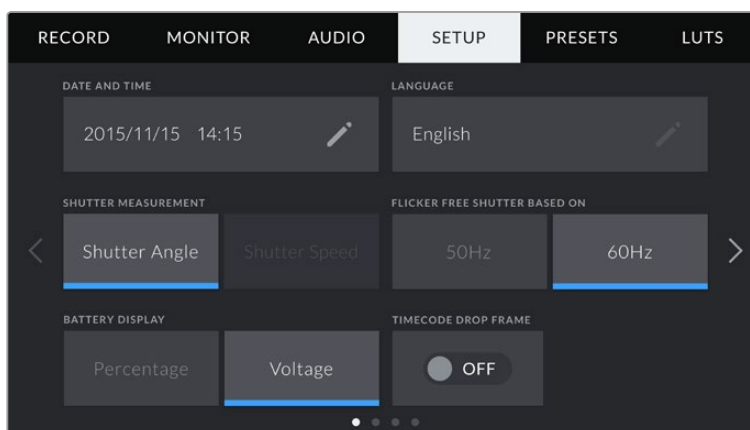 RECORD MONITOR AUDIO SETUP PRESETS LUTS
DATE AND TIME LANGUAGE
2015/11/15 14:15 English
SHUTTER MEASUREMENT FLICKER FREE SHUTTER BASED ON
Shutter Angle Shutter Speed 50Hz 60Hz
BATTERY DISPLAY TIMECODE DROP FRAME
Percentage Voltage OFF